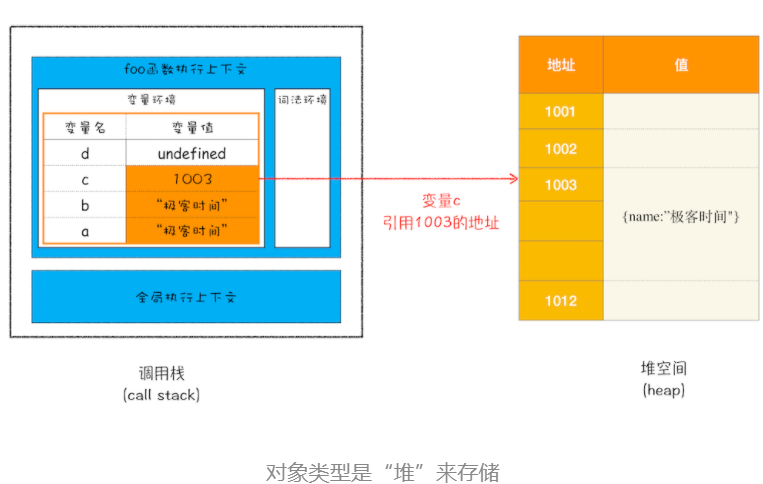 foo函数执行上下文
变量环境
变量名 变量值
d undefined
c 1003
b “极客时间”
a “极客时间”
词法环境
全局执行上下文
调用栈
(call stack)
变量c
引用1003的地址
地址 值
1001
1002
1003
{name:”极客时间"}
1012
堆空间
(heap)
对象类型是“堆”来存储